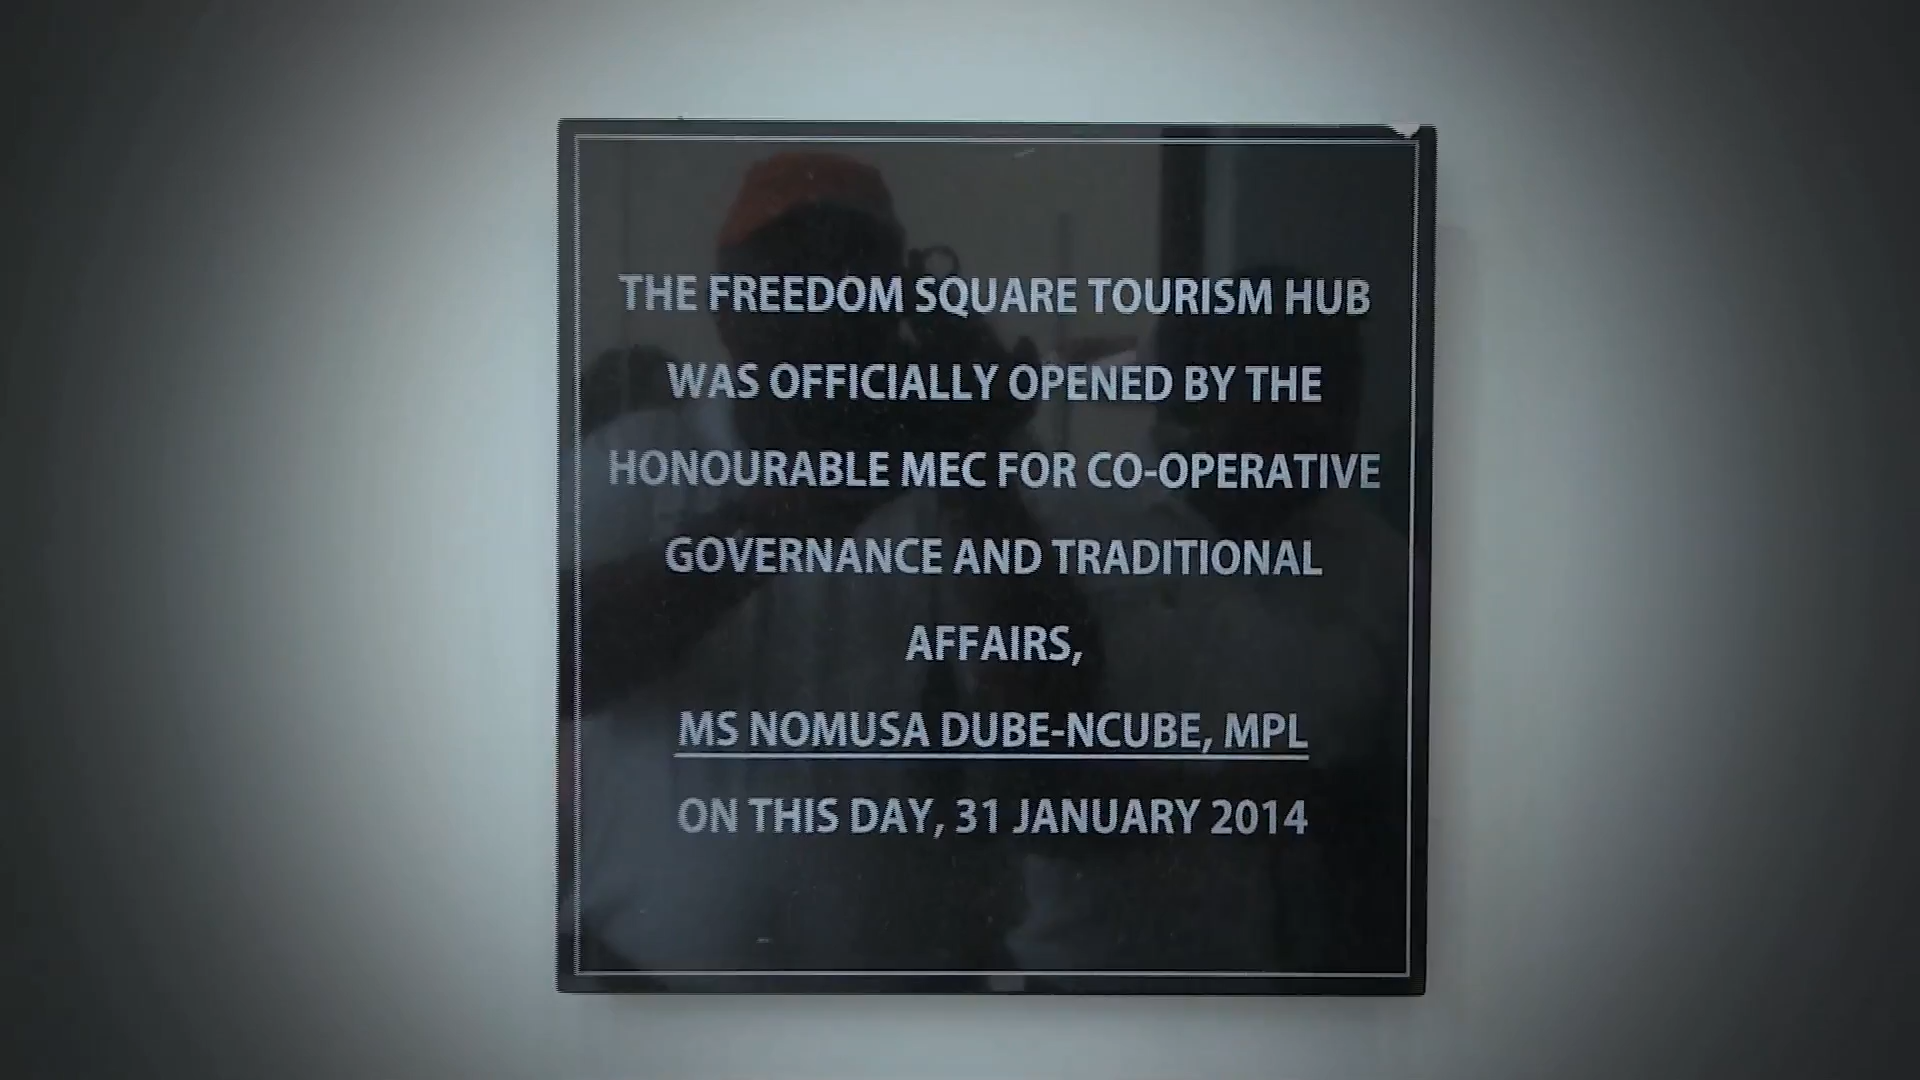 THE FREEDOM SQUARE TOURISM HUB
WAS OFFICIALLY OPENED BY THE
HONOURABLE MEC FOR CO-OPERATIVE
GOVERNANCE AND TRADITIONAL
AFFAIRS,
MS NOMUSA DUBE-NCUBE, MPL
ON THIS DAY, 31 JANUARY 2014